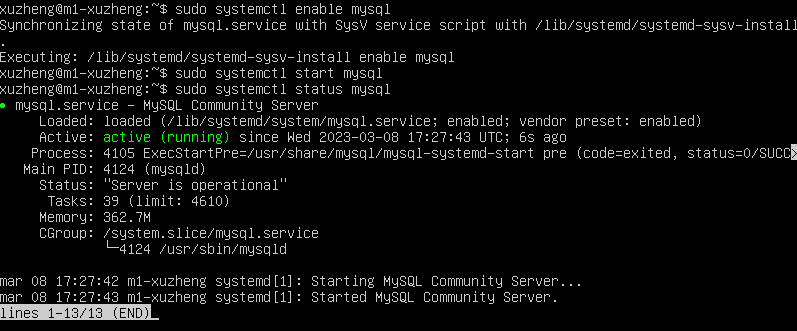 xuzheng@m1-xuzheng:~$ sudo systemctl enable mysql
Synchronizing state of mysql.service with SysV service script with /lib/systemd/systemd-sysv-install
.
Executing: /lib/systemd/systemd-sysv-install enable mysql
xuzheng@m1-xuzheng:~$ sudo systemctl start mysql
xuzheng@m1-xuzheng:~$ sudo systemctl status mysql
● mysql.service - MySQL Community Server
Loaded: loaded (/lib/systemd/system/mysql.service; enabled; vendor preset: enabled)
Active: active (running) since Wed 2023-03-08 17:27:43 UTC; 6s ago
Process: 4105 ExecStartPre=/usr/share/mysql/mysql-systemd-start pre (code=exited, status=0/SUCC>
Main PID: 4124 (mysqld)
Status: "Server is operational"
Tasks: 39 (limit: 4610)
Memory: 362.7M
CGroup: /system.slice/mysql.service
└─4124 /usr/sbin/mysqld
mar 08 17:27:42 m1-xuzheng systemd[1]: Starting MySQL Community Server...
mar 08 17:27:43 m1-xuzheng systemd[1]: Started MySQL Community Server.
lines 1-13/13 (END)